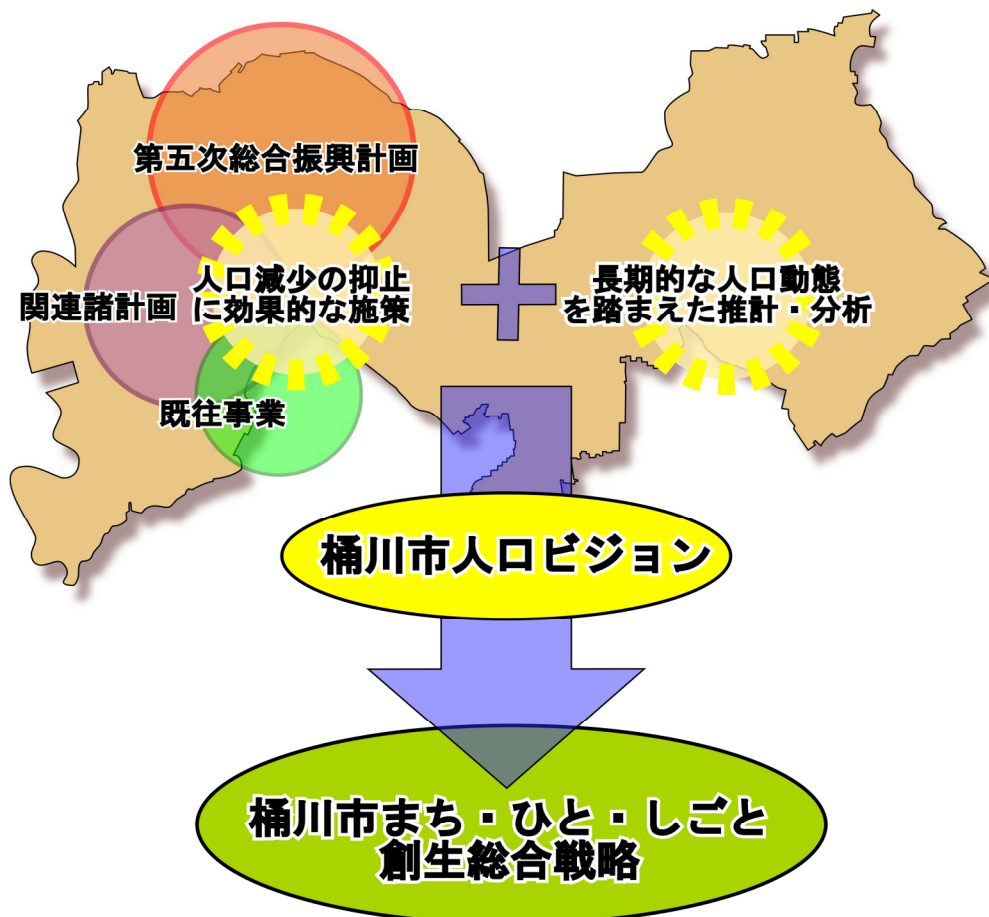 第五次総合振興計画
関連諸計画
人口減少の抑止
に効果的な施策
既往事業
長期的な人口動態
を踏まえた推計・分析
桶川市人口ビジョン
桶川市まち・ひと・しごと
創生総合戦略